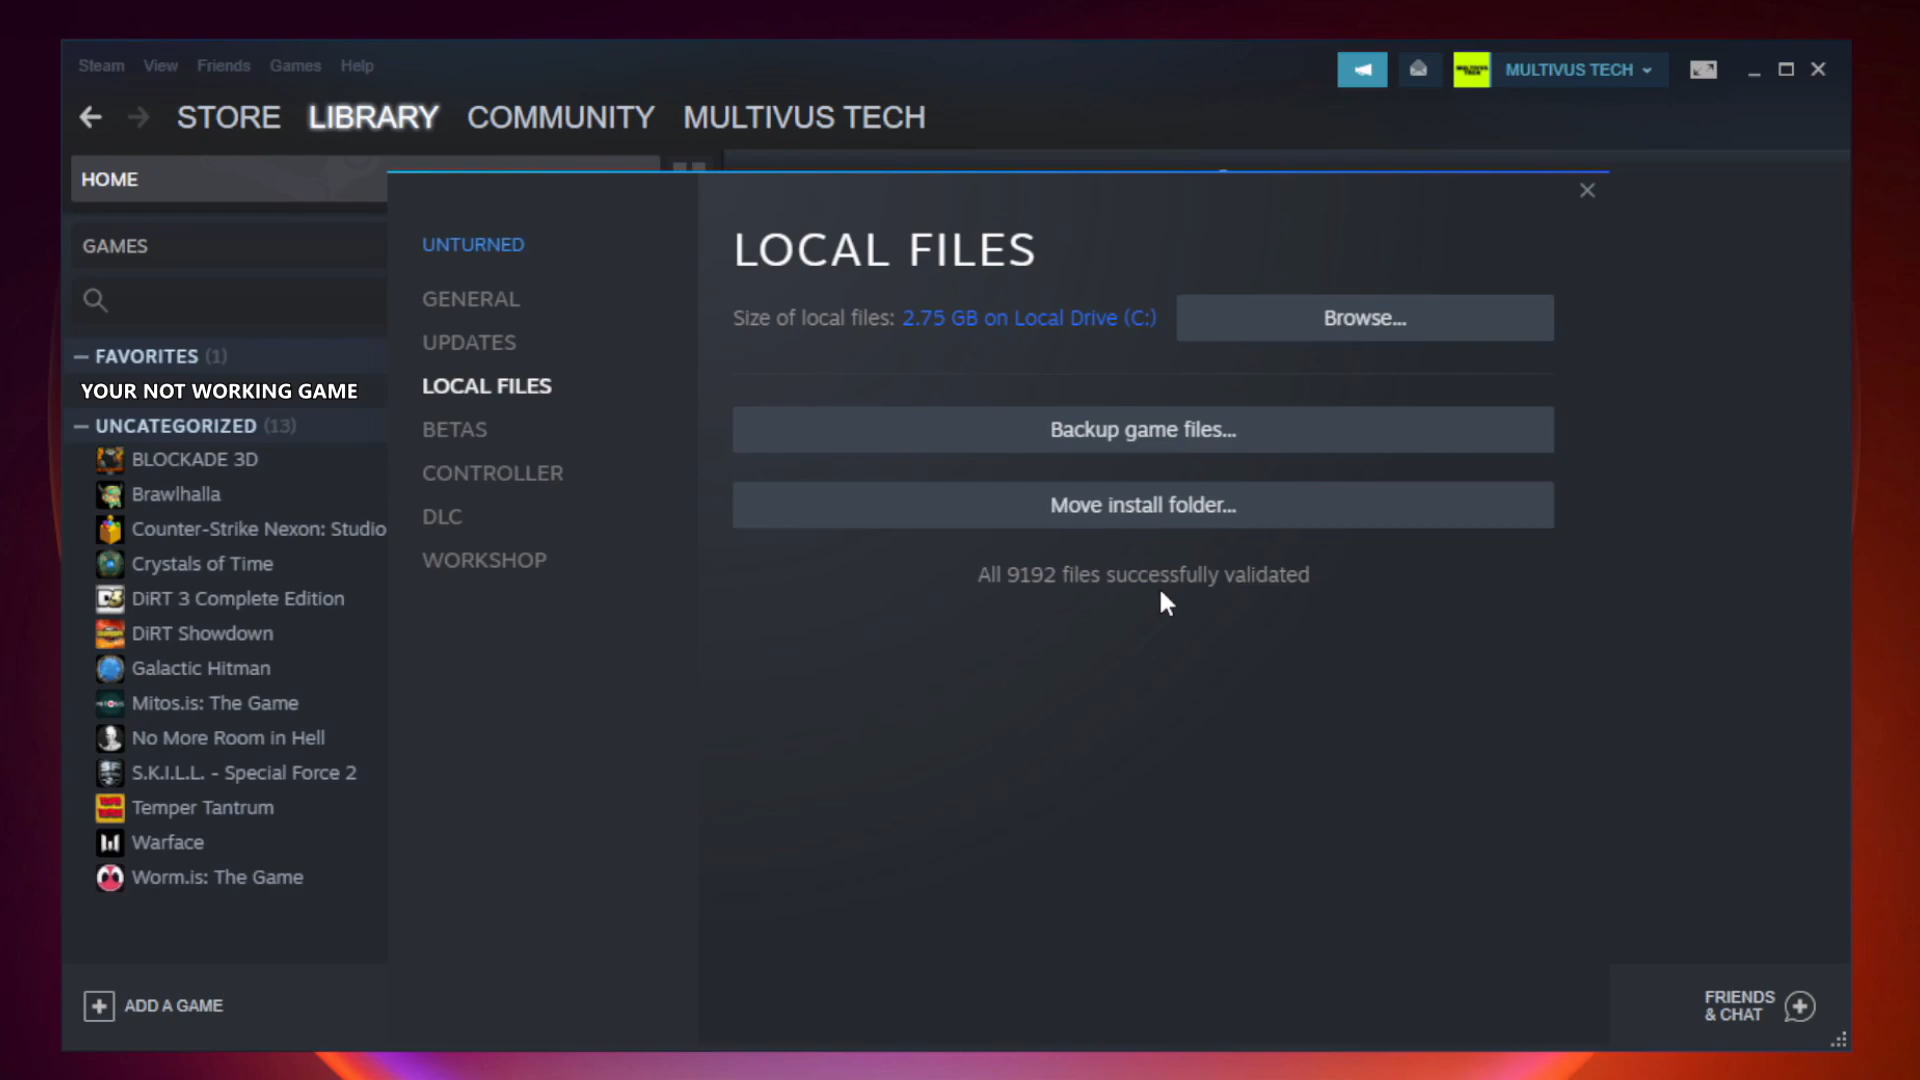 Steam View Friends Games Help
MULTIVUS TECH
STORE LIBRARY COMMUNITY MULTIVUS TECH
HOME
GAMES
— FAVORITES (1)
YOUR NOT WORKING GAME
— UNCATEGORIZED (13)
BLOCKADE 3D
Brawlhalla
Counter-Strike Nexon: Studio
Crystals of Time
DiRT 3 Complete Edition
DiRT Showdown
Galactic Hitman
Mitos.is: The Game
No More Room in Hell
S.K.I.L.L. - Special Force 2
Temper Tantrum
Warface
Worm.is: The Game
ADD A GAME
UNTURNED
GENERAL
UPDATES
LOCAL FILES
BETAS
CONTROLLER
DLC
WORKSHOP
LOCAL FILES
Size of local files: 2.75 GB on Local Drive (C:)
Browse...
Backup game files...
Move install folder...
All 9192 files successfully validated
FRIENDS
& CHAT